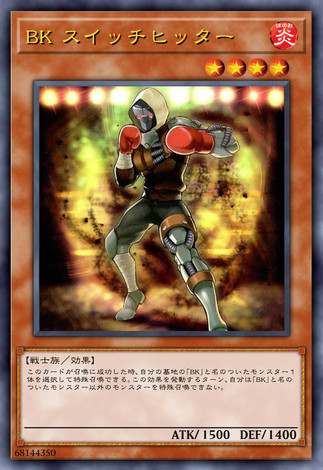 BK スイッチヒッター
炎
【戦士族／効果】
このカードが召喚に成功した時、自分の墓地の「BK」と名のついたモンスター１
体を選択して特殊召喚できる。この効果を発動するターン、自分は「BK」と名の
ついたモンスター以外のモンスターを特殊召喚できない。
ATK/ 1500 DEF/1400
68144350